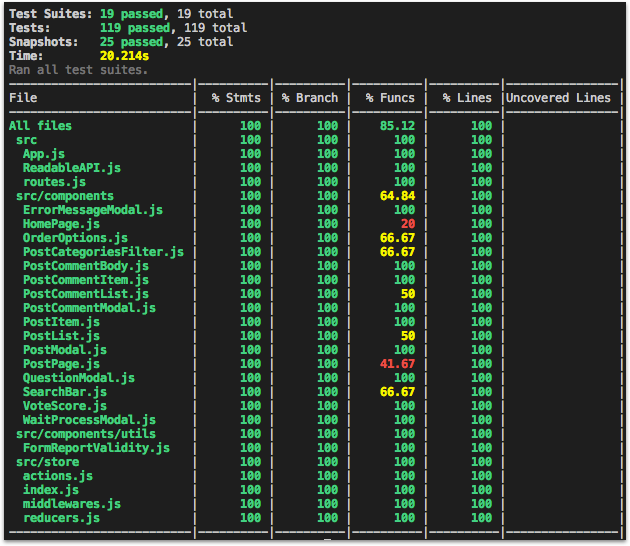 Test Suites: 19 passed, 19 total
Tests:       119 passed, 119 total
Snapshots:   25 passed, 25 total
Time:        20.214s
Ran all test suites.
File | % Stmts | % Branch | % Funcs | % Lines |Uncovered Lines |
All files | 100 | 100 | 85.12 | 100 | |
src | 100 | 100 | 100 | 100 | |
App.js | 100 | 100 | 100 | 100 | |
ReadableAPI.js | 100 | 100 | 100 | 100 | |
routes.js | 100 | 100 | 100 | 100 | |
src/components | 100 | 100 | 64.84 | 100 | |
ErrorMessageModal.js | 100 | 100 | 100 | 100 | |
HomePage.js | 100 | 100 | 20 | 100 | |
OrderOptions.js | 100 | 100 | 66.67 | 100 | |
PostCategoriesFilter.js | 100 | 100 | 66.67 | 100 | |
PostCommentBody.js | 100 | 100 | 100 | 100 | |
PostCommentItem.js | 100 | 100 | 100 | 100 | |
PostCommentList.js | 100 | 100 | 50 | 100 | |
PostCommentModal.js | 100 | 100 | 100 | 100 | |
PostItem.js | 100 | 100 | 100 | 100 | |
PostList.js | 100 | 100 | 50 | 100 | |
PostModal.js | 100 | 100 | 100 | 100 | |
PostPage.js | 100 | 100 | 41.67 | 100 | |
QuestionModal.js | 100 | 100 | 100 | 100 | |
SearchBar.js | 100 | 100 | 66.67 | 100 | |
VoteScore.js | 100 | 100 | 100 | 100 | |
WaitProcessModal.js | 100 | 100 | 100 | 100 | |
src/components/utils | 100 | 100 | 100 | 100 | |
FormReportValidity.js | 100 | 100 | 100 | 100 | |
src/store | 100 | 100 | 100 | 100 | |
actions.js | 100 | 100 | 100 | 100 | |
index.js | 100 | 100 | 100 | 100 | |
middlewares.js | 100 | 100 | 100 | 100 | |
reducers.js | 100 | 100 | 100 | 100 | |